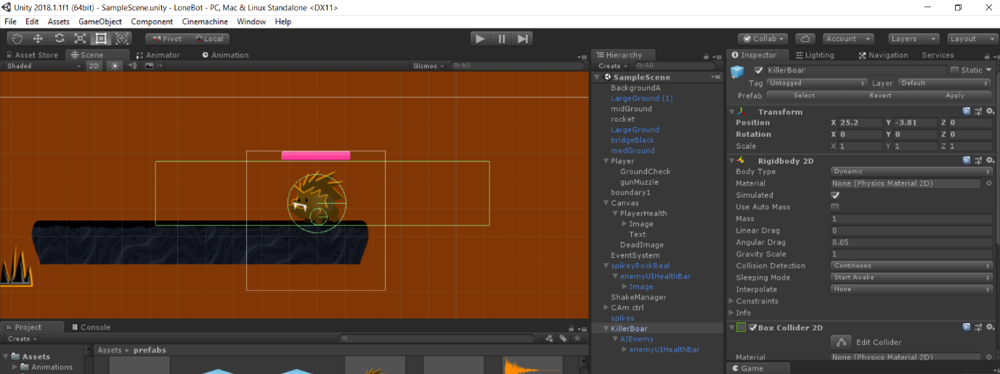 Unity 2018.1.1f1 (64bit) - SampleScene.unity - LoneBot - PC, Mac & Linux Standalone <DX11>
File Edit Assets GameObject Component Cinemachine Window Help
Pivot Local Collab Account Layers Layout
Asset Store Scene Animator Animation
Shaded 2D Gizmos All
Hierarchy
Create All
SampleScene
BackgroundA
LargeGround (1)
midGround
rocket
LargeGround
bridgeBlack
medGround
Player
GroundCheck
gunMuzzle
boundary1
Canvas
PlayerHealth
Image
Text
DeadImage
EventSystem
spikeyRockReal
enemyUIHealthBar
Image
ShakeManager
CAm ctrl
spikes
KillerBoar
AIEnemy
enemyUIHealthBar
Inspector Lighting Navigation Services
KillerBoar Static
Tag Untagged Layer Default
Prefab Select Revert Apply
Transform
Position X 25.2 Y -3.81 Z 0
Rotation X 0 Y 0 Z 0
Scale X 1 Y 1 Z 1
Rigidbody 2D
Body Type Dynamic
Material None (Physics Material 2D)
Simulated
Use Auto Mass
Mass 1
Linear Drag 0
Angular Drag 0.05
Gravity Scale 1
Collision Detection Continuous
Sleeping Mode Start Awake
Interpolate None
Constraints
Info
Box Collider 2D
Edit Collider
Material None (Physics Material 2D)
Game
Project Console
Create
Assets
Animations
Assets prefabs